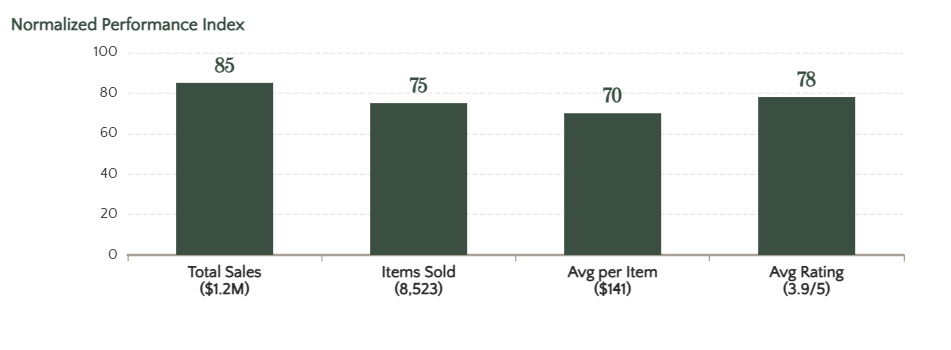 Normalized Performance Index
100
80
60
40
20
0
85
75
70
78
Total Sales
($1.2M)
Items Sold
(8,523)
Avg per Item
($141)
Avg Rating
(3.9/5)